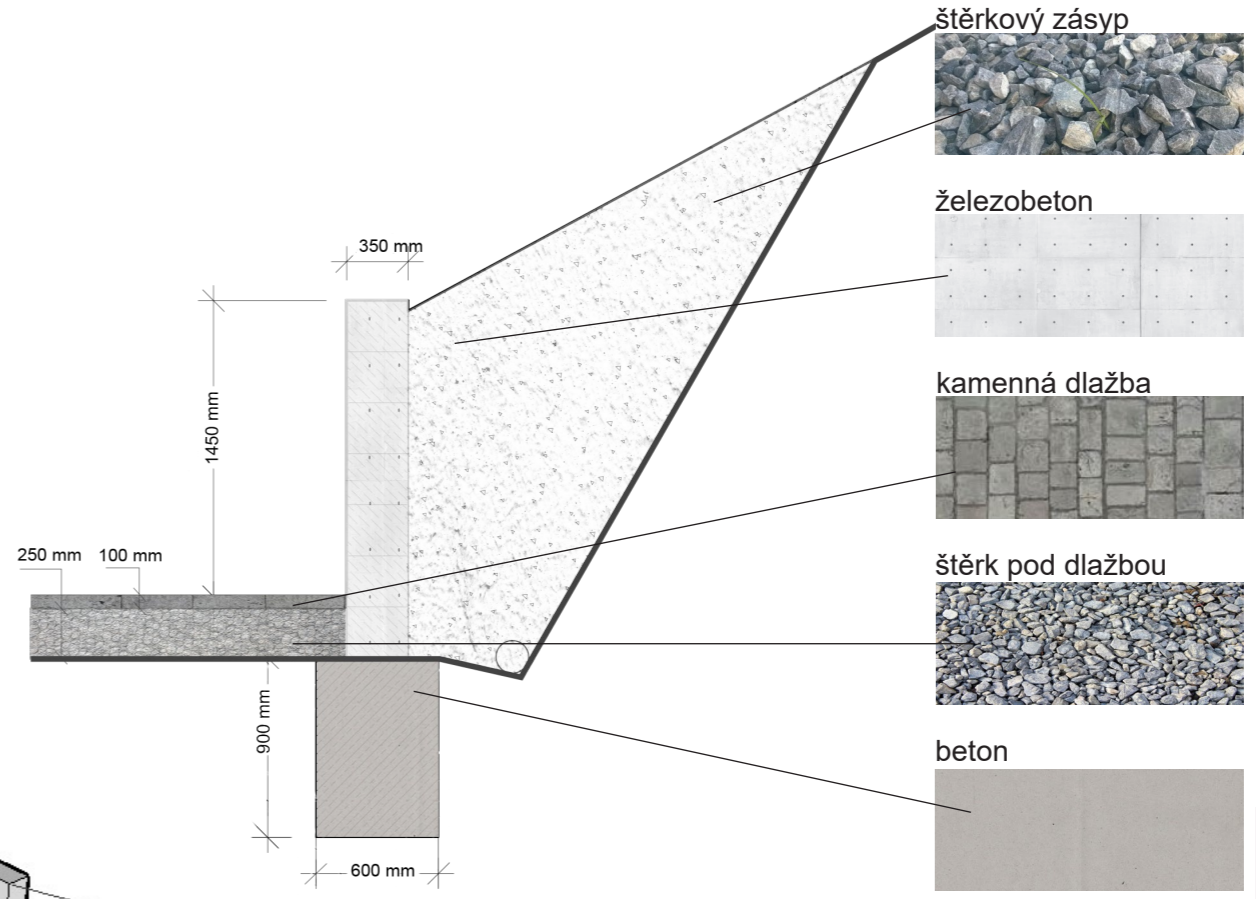 štěrkový zásyp
350 mm
železobeton
1450 mm
kamenná dlažba
250 mm
100 mm
štěrk pod dlažbou
900 mm
beton
600 mm